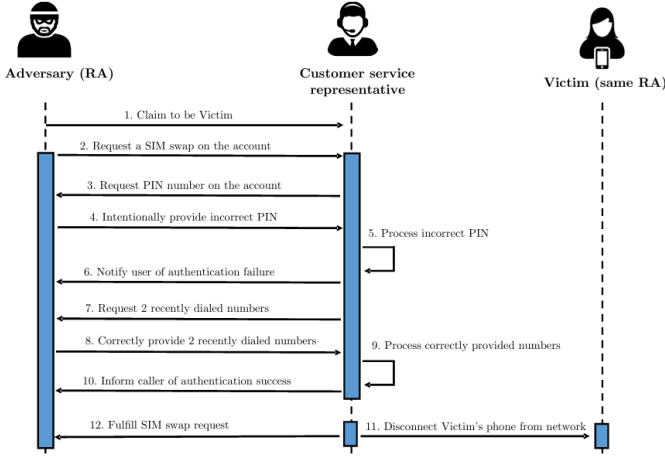 Adversary (RA)
Customer service
representative
Victim (same RA)
1. Claim to be Victim
2. Request a SIM swap on the account
3. Request PIN number on the account
4. Intentionally provide incorrect PIN
5. Process incorrect PIN
6. Notify user of authentication failure
7. Request 2 recently dialed numbers
8. Correctly provide 2 recently dialed numbers
9. Process correctly provided numbers
10. Inform caller of authentication success
11. Disconnect Victim's phone from network
12. Fulfill SIM swap request